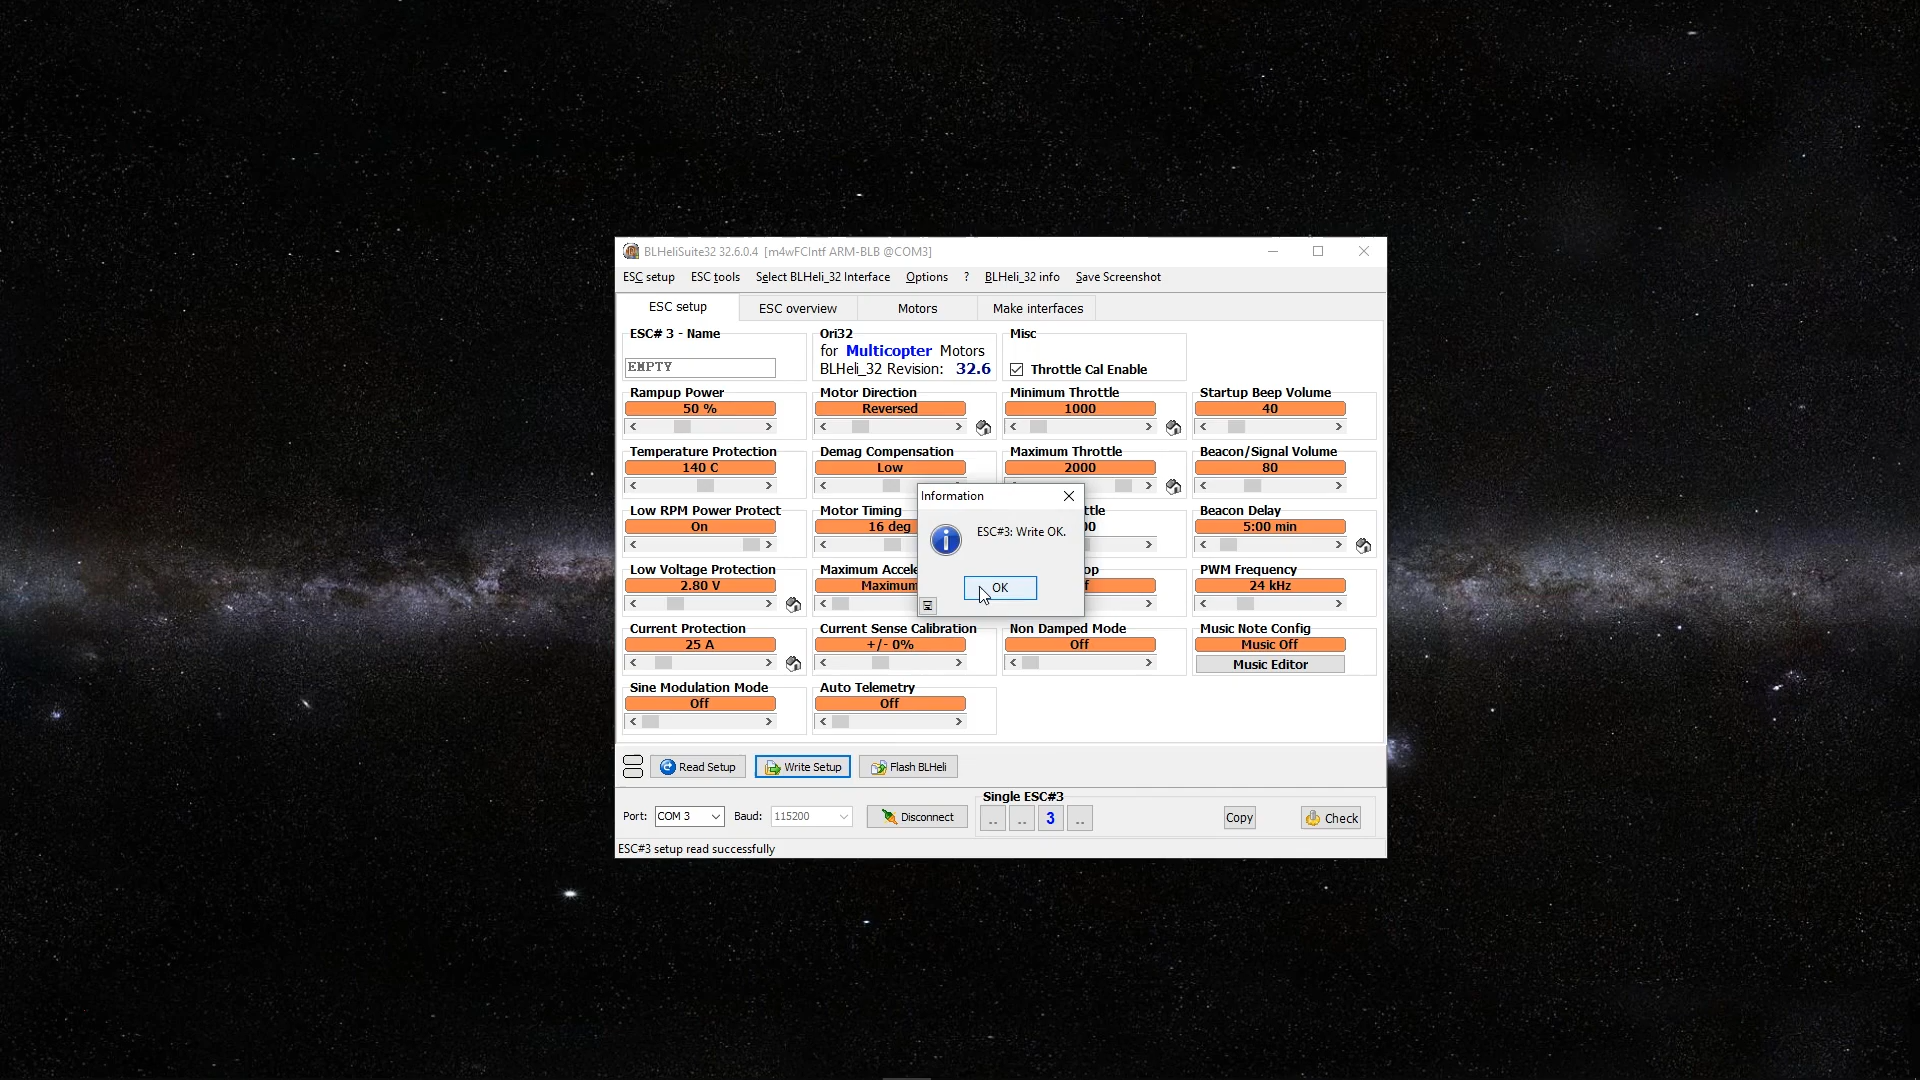 BLHeliSuite32 32.6.0.4 [m4wFCIntf ARM-BLB @COM3]
ESC setup ESC tools Select BLHeli_32 Interface Options ? BLHeli_32 info Save Screenshot
ESC setup ESC overview Motors Make interfaces
ESC# 3 - Name Ori32 Misc
for Multicopter Motors
EMPTY BLHeli_32 Revision: 32.6 Throttle Cal Enable
Rampup Power Motor Direction Minimum Throttle Startup Beep Volume
50 % Reversed 1000 40
Temperature Protection Demag Compensation Maximum Throttle Beacon/Signal Volume
140 C Low 2000 80
Information
Low RPM Power Protect Motor Timing ttle Beacon Delay
On 16 deg 00 5:00 min
ESC#3: Write OK.
Low Voltage Protection Maximum Accele op PWM Frequency
2.80 V Maximum f 24 kHz
OK
Current Protection Current Sense Calibration Non Damped Mode Music Note Config
25 A +/- 0% Off Music Off
Music Editor
Sine Modulation Mode Auto Telemetry
Off Off
Read Setup Write Setup Flash BLHeli
Single ESC#3
Port: COM 3 Baud: 115200 Disconnect .. .. 3 .. Copy Check
ESC#3 setup read successfully